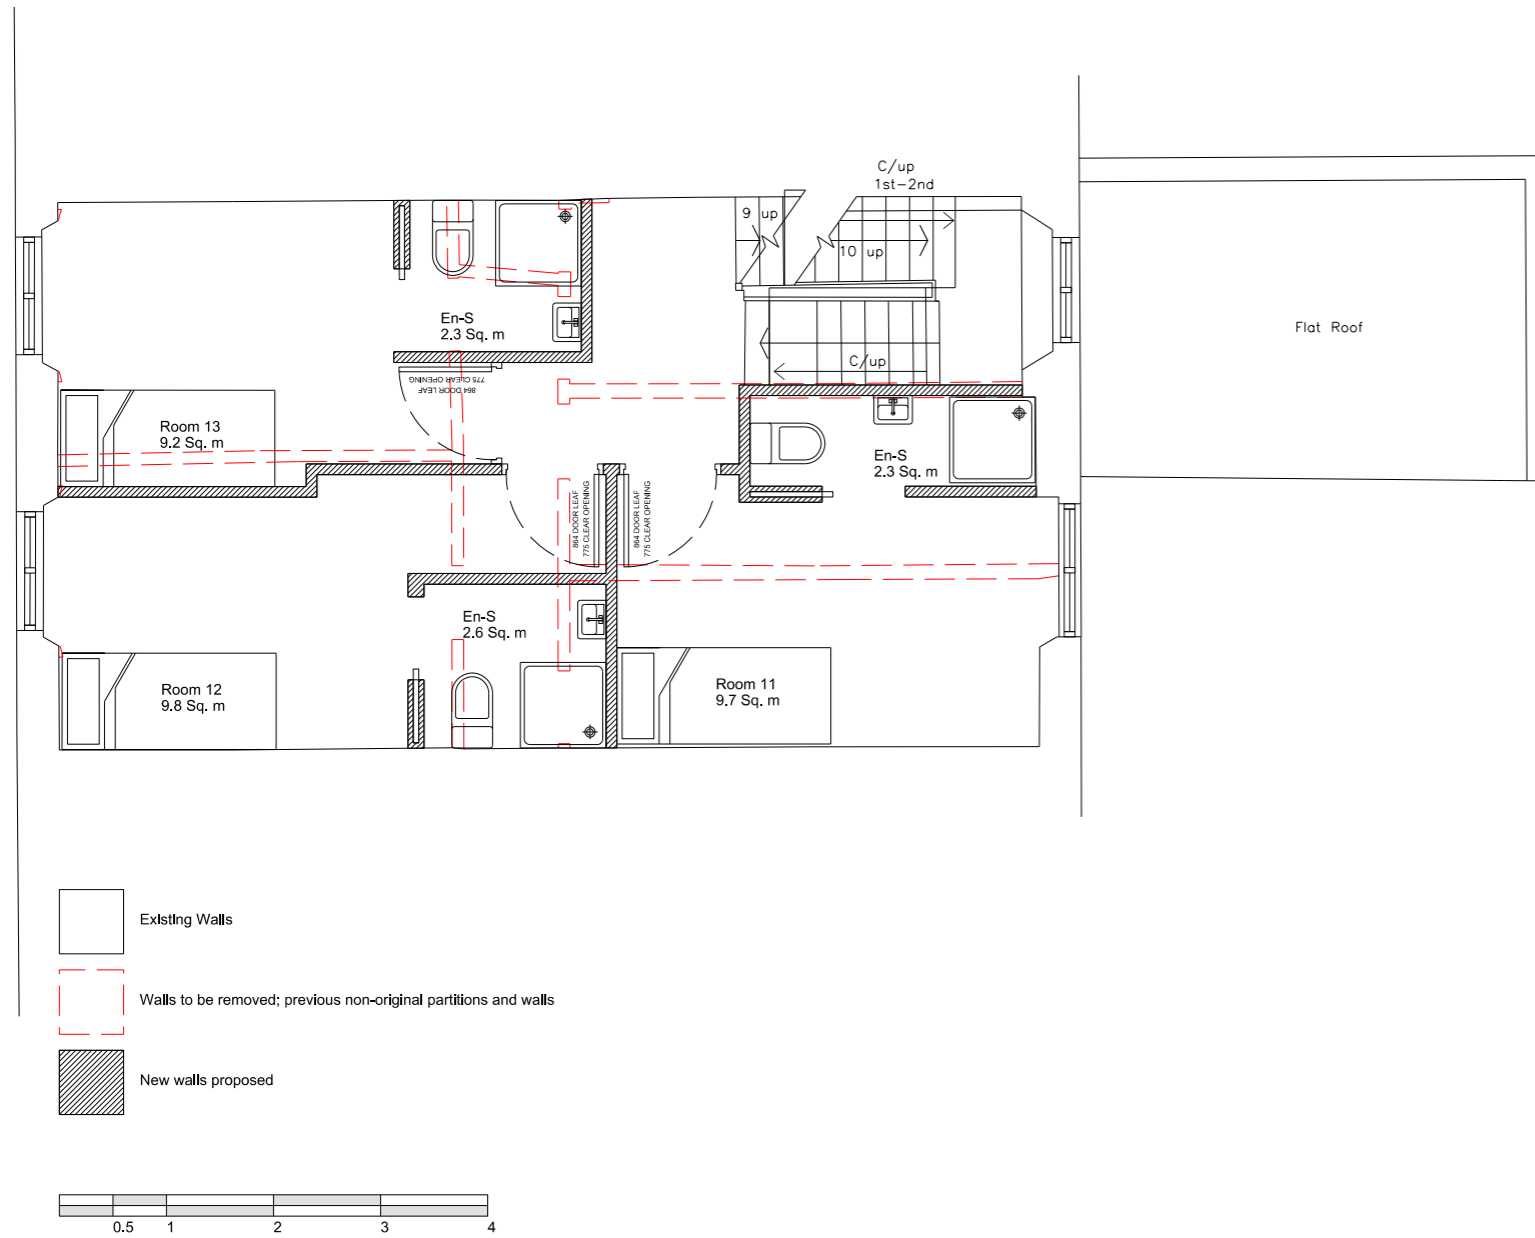 C/up
1st-2nd
9 up
10 up
C/up
En-S
2.3 Sq. m
Flat Roof
864 DOOR LEAF
775 CLEAR OPENING
Room 13
9.2 Sq. m
En-S
2.3 Sq. m
864 DOOR LEAF
775 CLEAR OPENING
864 DOOR LEAF
775 CLEAR OPENING
En-S
2.6 Sq. m
Room 12
9.8 Sq. m
Room 11
9.7 Sq. m
Existing Walls
Walls to be removed; previous non-original partitions and walls
New walls proposed
0.5 1 2 3 4